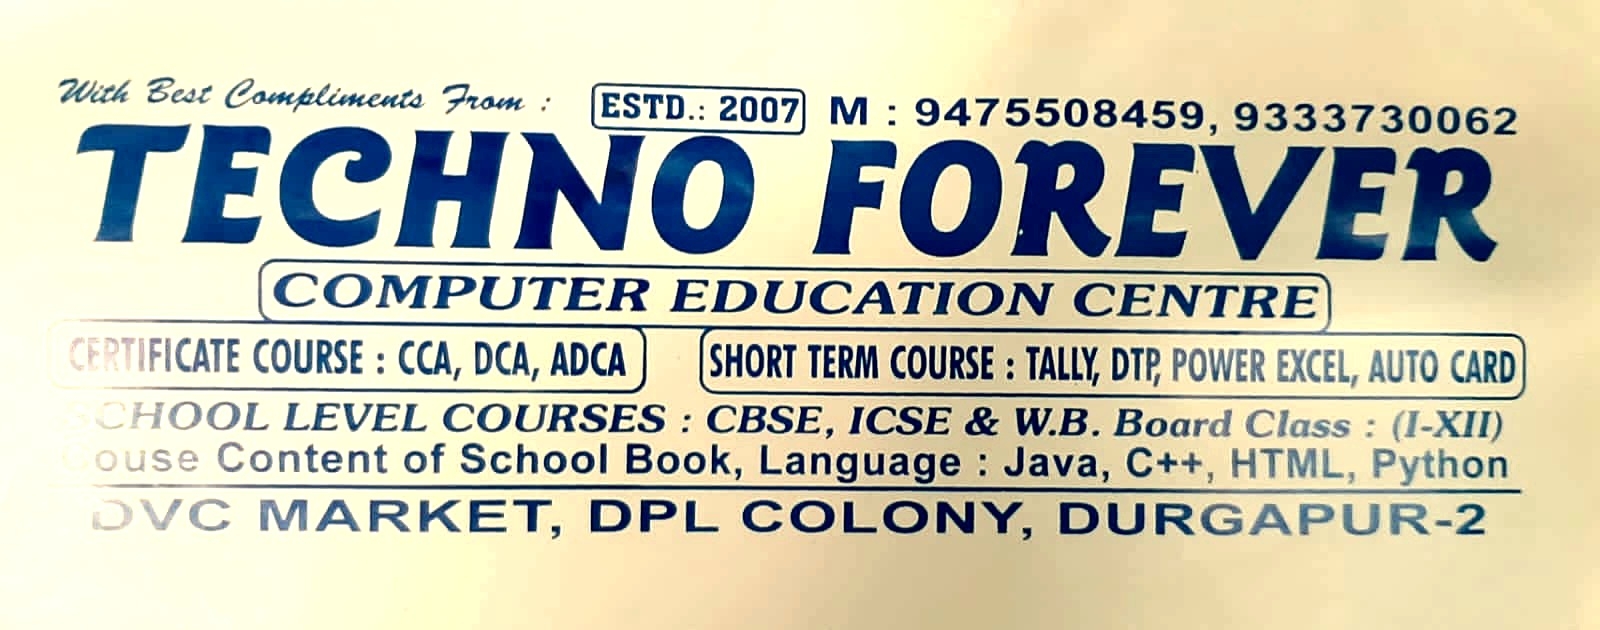 With Best Compliments From : ESTD.: 2007 M : 9475508459, 9333730062
TECHNO FOREVER
COMPUTER EDUCATION CENTRE
CERTIFICATE COURSE : CCA, DCA, ADCA SHORT TERM COURSE : TALLY, DTP, POWER EXCEL, AUTO CARD
SCHOOL LEVEL COURSES : CBSE, ICSE & W.B. Board Class : (I-XII)
Couse Content of School Book, Language : Java, C++, HTML, Python
DVC MARKET, DPL COLONY, DURGAPUR-2